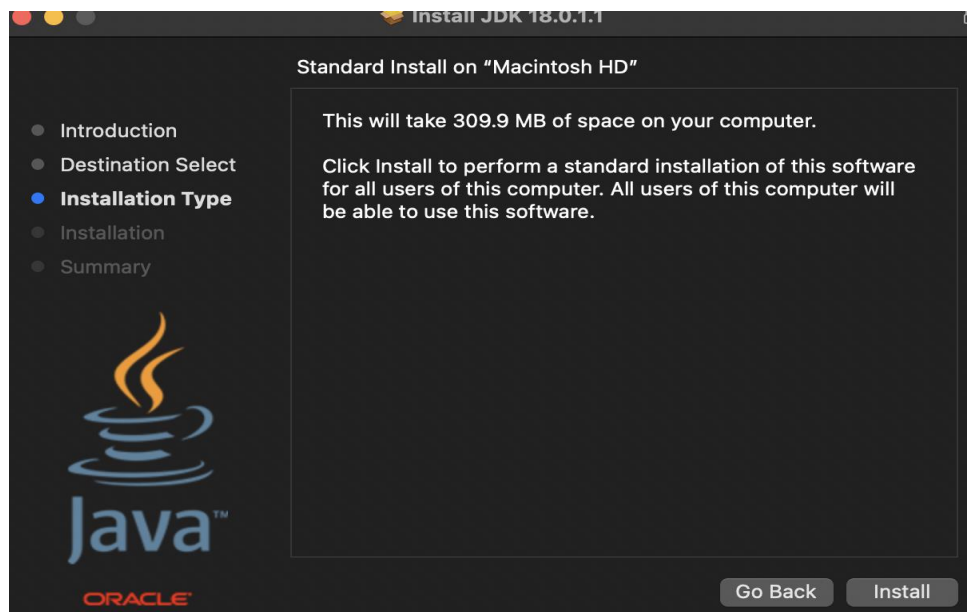 Install JDK 18.0.1.1
Standard Install on “Macintosh HD”
Introduction
Destination Select
Installation Type
Installation
Summary
This will take 309.9 MB of space on your computer.
Click Install to perform a standard installation of this software
for all users of this computer. All users of this computer will
be able to use this software.
Java™
ORACLE®
Go Back
Install